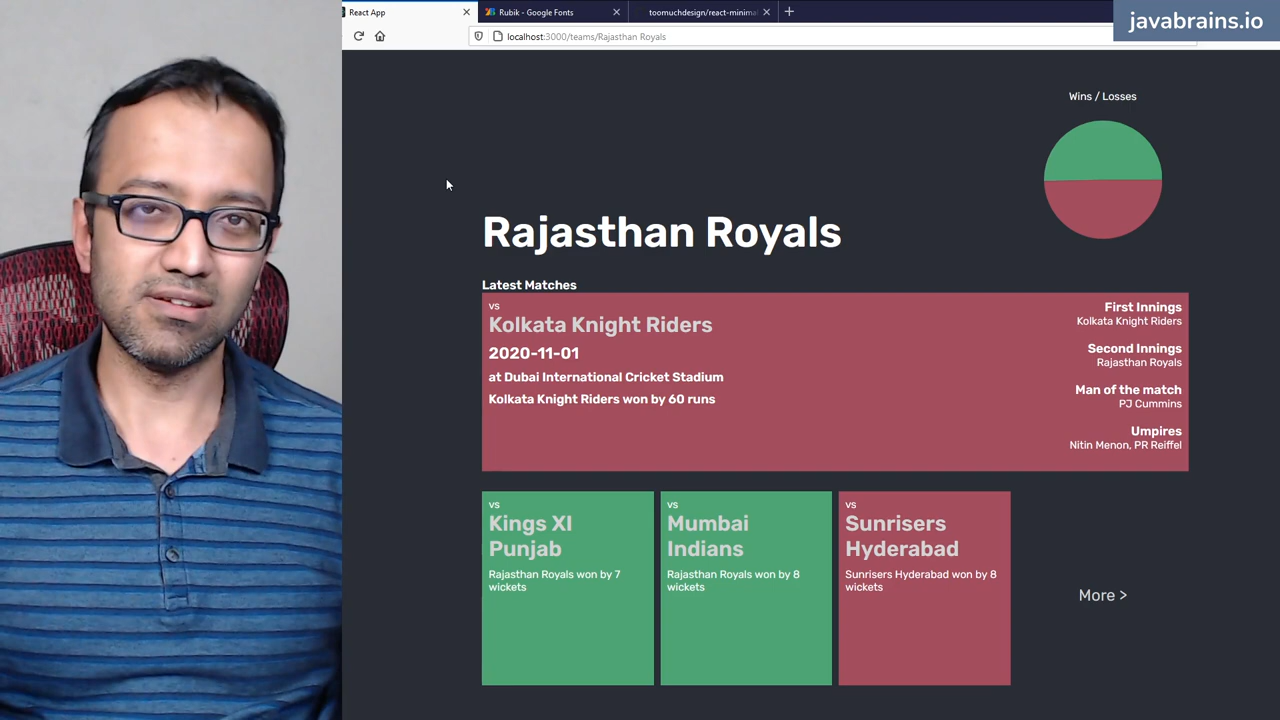 React App
Rubik - Google Fonts
toomuchdesign/react-minima
javabrains.io
localhost:3000/teams/Rajasthan Royals
Wins / Losses
Rajasthan Royals
Latest Matches
vs
Kolkata Knight Riders
2020-11-01
at Dubai International Cricket Stadium
Kolkata Knight Riders won by 60 runs
First Innings
Kolkata Knight Riders
Second Innings
Rajasthan Royals
Man of the match
PJ Cummins
Umpires
Nitin Menon, PR Reiffel
vs
Kings XI
Punjab
Rajasthan Royals won by 7
wickets
vs
Mumbai
Indians
Rajasthan Royals won by 8
wickets
vs
Sunrisers
Hyderabad
Sunrisers Hyderabad won by 8
wickets
More >